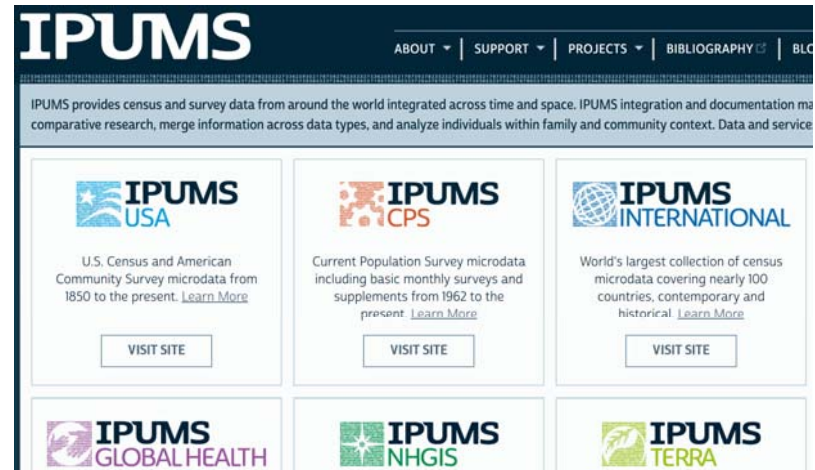 IPUMS
ABOUT
SUPPORT
PROJECTS
BIBLIOGRAPHY
IPUMS provides census and survey data from around the world integrated across time and space. IPUMS integration and documentation
comparative research, merge information across data types, and analyze individuals within family and community context. Data and
IPUMS
USA
U.S. Census and American
Community Survey microdata from
1850 to the present. Learn More
VISIT SITE
IPUMS
CPS
Current Population Survey microdata
including basic monthly surveys and
supplements from 1962 to the
present. Learn More
VISIT SITE
IPUMS
INTERNATIONAL
World's largest collection of census
microdata covering nearly 100
countries, contemporary and
historical. Learn More
VISIT SITE
IPUMS
GLOBAL HEALTH
IPUMS
NHGIS
IPUMS
TERRA